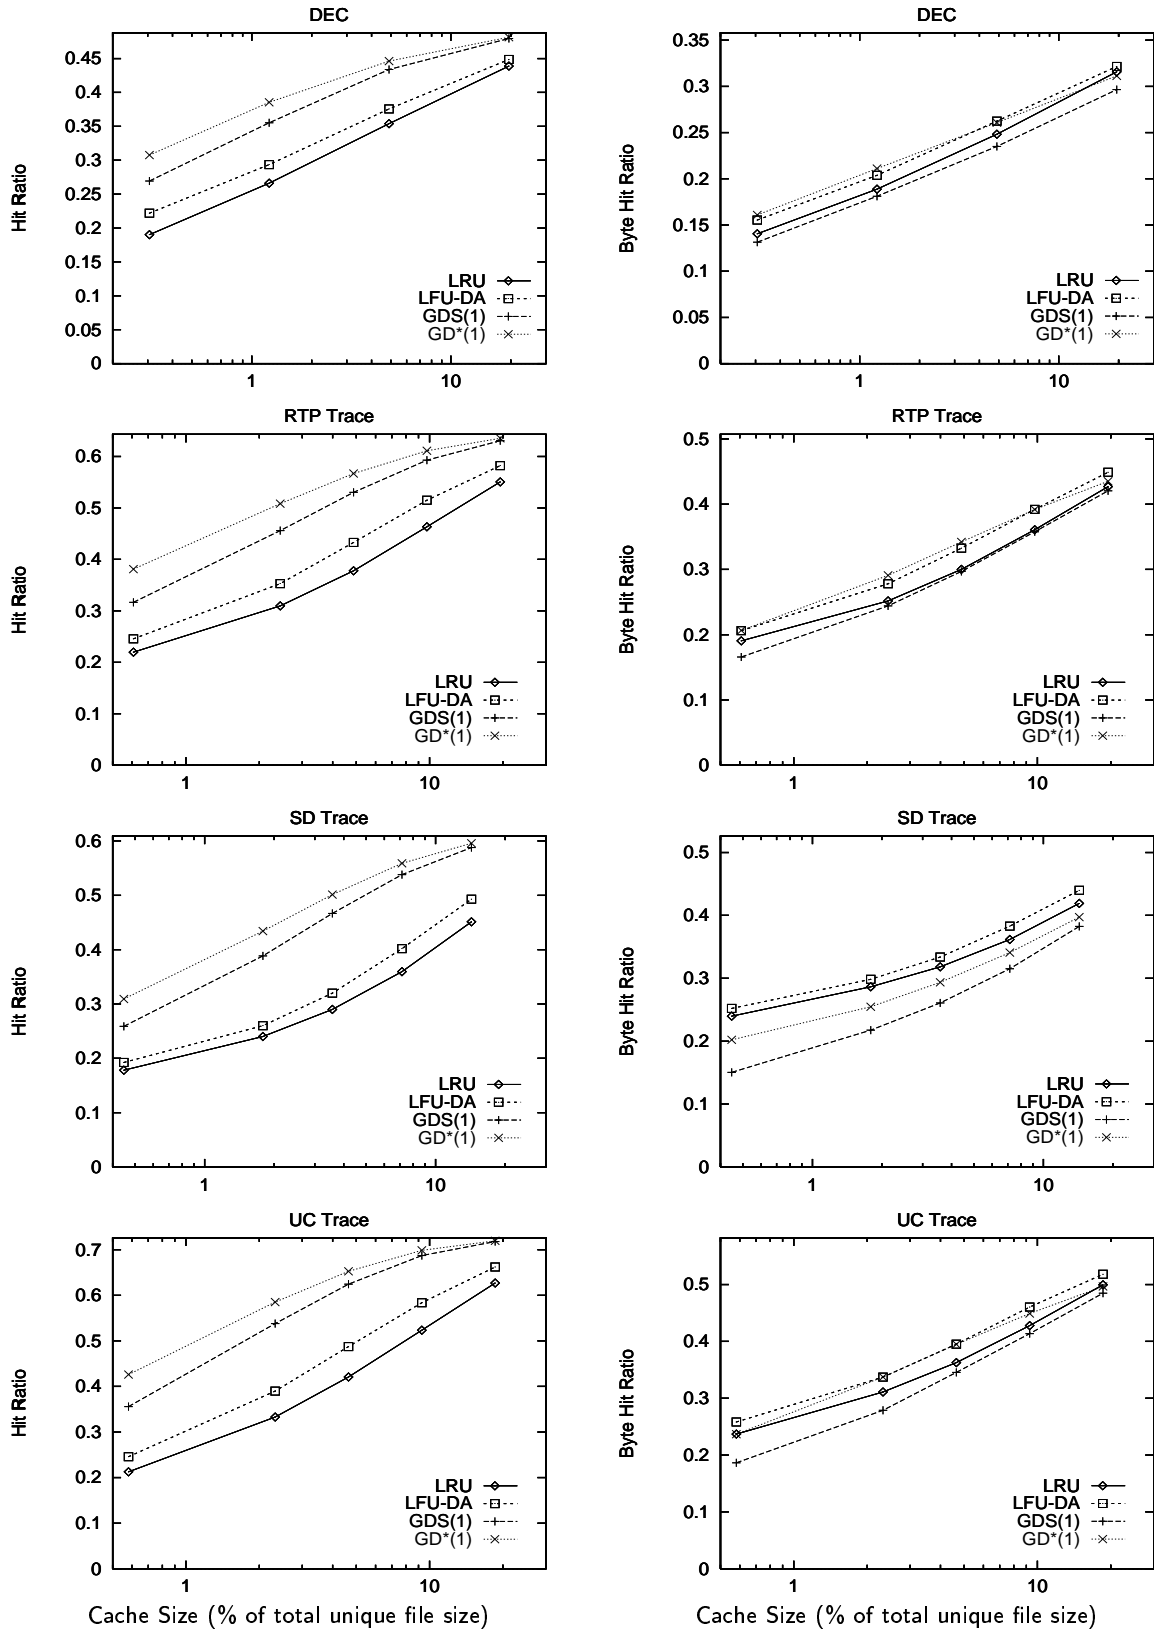 DEC
Hit Ratio
0.45
0.4
0.35
0.3
0.25
0.2
0.15
0.1
0.05
0
1
10
LRU
LFU-DA
GDS(1)
GD*(1)
DEC
Byte Hit Ratio
0.35
0.3
0.25
0.2
0.15
0.1
0.05
0
1
10
LRU
LFU-DA
GDS(1)
GD*(1)
RTP Trace
Hit Ratio
0.6
0.5
0.4
0.3
0.2
0.1
0
1
10
LRU
LFU-DA
GDS(1)
GD*(1)
RTP Trace
Byte Hit Ratio
0.5
0.4
0.3
0.2
0.1
0
1
10
LRU
LFU-DA
GDS(1)
GD*(1)
SD Trace
Hit Ratio
0.6
0.5
0.4
0.3
0.2
0.1
0
1
10
LRU
LFU-DA
GDS(1)
GD*(1)
SD Trace
Byte Hit Ratio
0.5
0.4
0.3
0.2
0.1
0
1
10
LRU
LFU-DA
GDS(1)
GD*(1)
UC Trace
Hit Ratio
0.7
0.6
0.5
0.4
0.3
0.2
0.1
0
1
10
LRU
LFU-DA
GDS(1)
GD*(1)
Cache Size (% of total unique file size)
UC Trace
Byte Hit Ratio
0.5
0.4
0.3
0.2
0.1
0
1
10
LRU
LFU-DA
GDS(1)
GD*(1)
Cache Size (% of total unique file size)